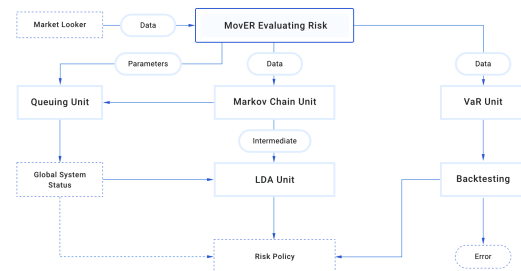 Market Looker
Data
MovER Evaluating Risk
Parameters
Data
Data
Queuing Unit
Markov Chain Unit
VaR Unit
Intermediate
Global System
Status
LDA Unit
Backtesting
Risk Policy
Error